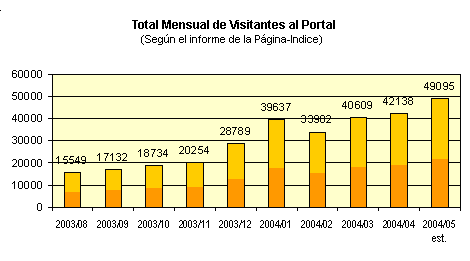 Total Mensual de Visitantes al Portal
(Según el informe de la Página-Indice)
60000
50000
40000
30000
20000
10000
0
15549 17132 18734 20254 28789 39637 33902 40609 42138 49095
2003/08 2003/09 2003/10 2003/11 2003/12 2004/01 2004/02 2004/03 2004/04 2004/05
est.